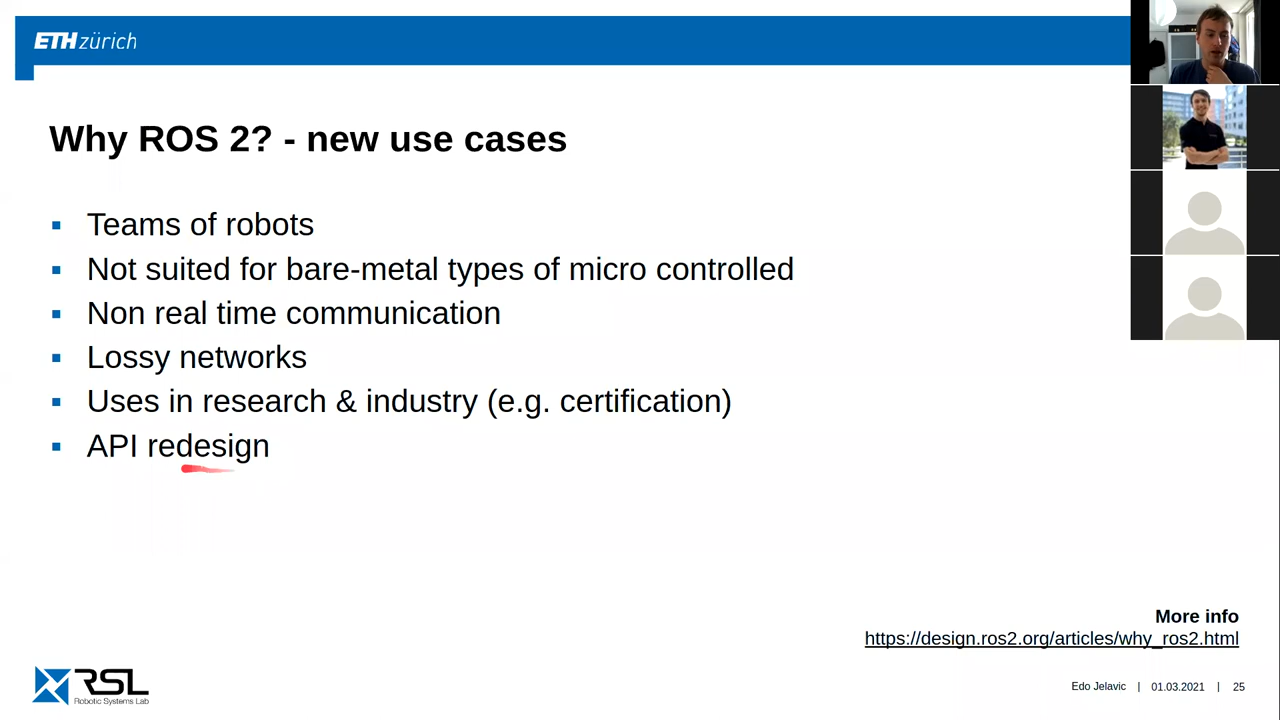 ETH zürich
Why ROS 2? - new use cases
▪ Teams of robots
▪ Not suited for bare-metal types of micro controlled
▪ Non real time communication
▪ Lossy networks
▪ Uses in research & industry (e.g. certification)
▪ API redesign
More info
https://design.ros2.org/articles/why_ros2.html
RSL
Robotic Systems Lab
Edo Jelavic | 01.03.2021 | 25